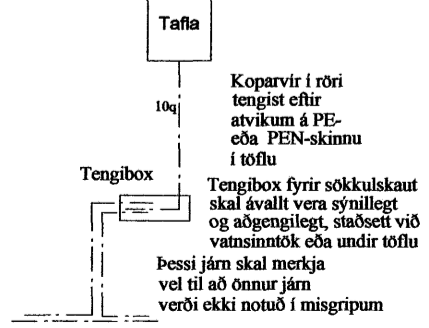 Tafla
Koparvír í röri
tengist eftir
atvikum á PE-
eða PEN-skinnu
í töflu
10q
Tengibox
Tengibox fyrir sökkulskaut
skal ávallt vera sýnillegt
og aðgengilegt, staðsett við
vatnsinntök eða undir töflu
Þessi járn skal merkja
vel til að önnur járn
verði ekki notuð í misgripum